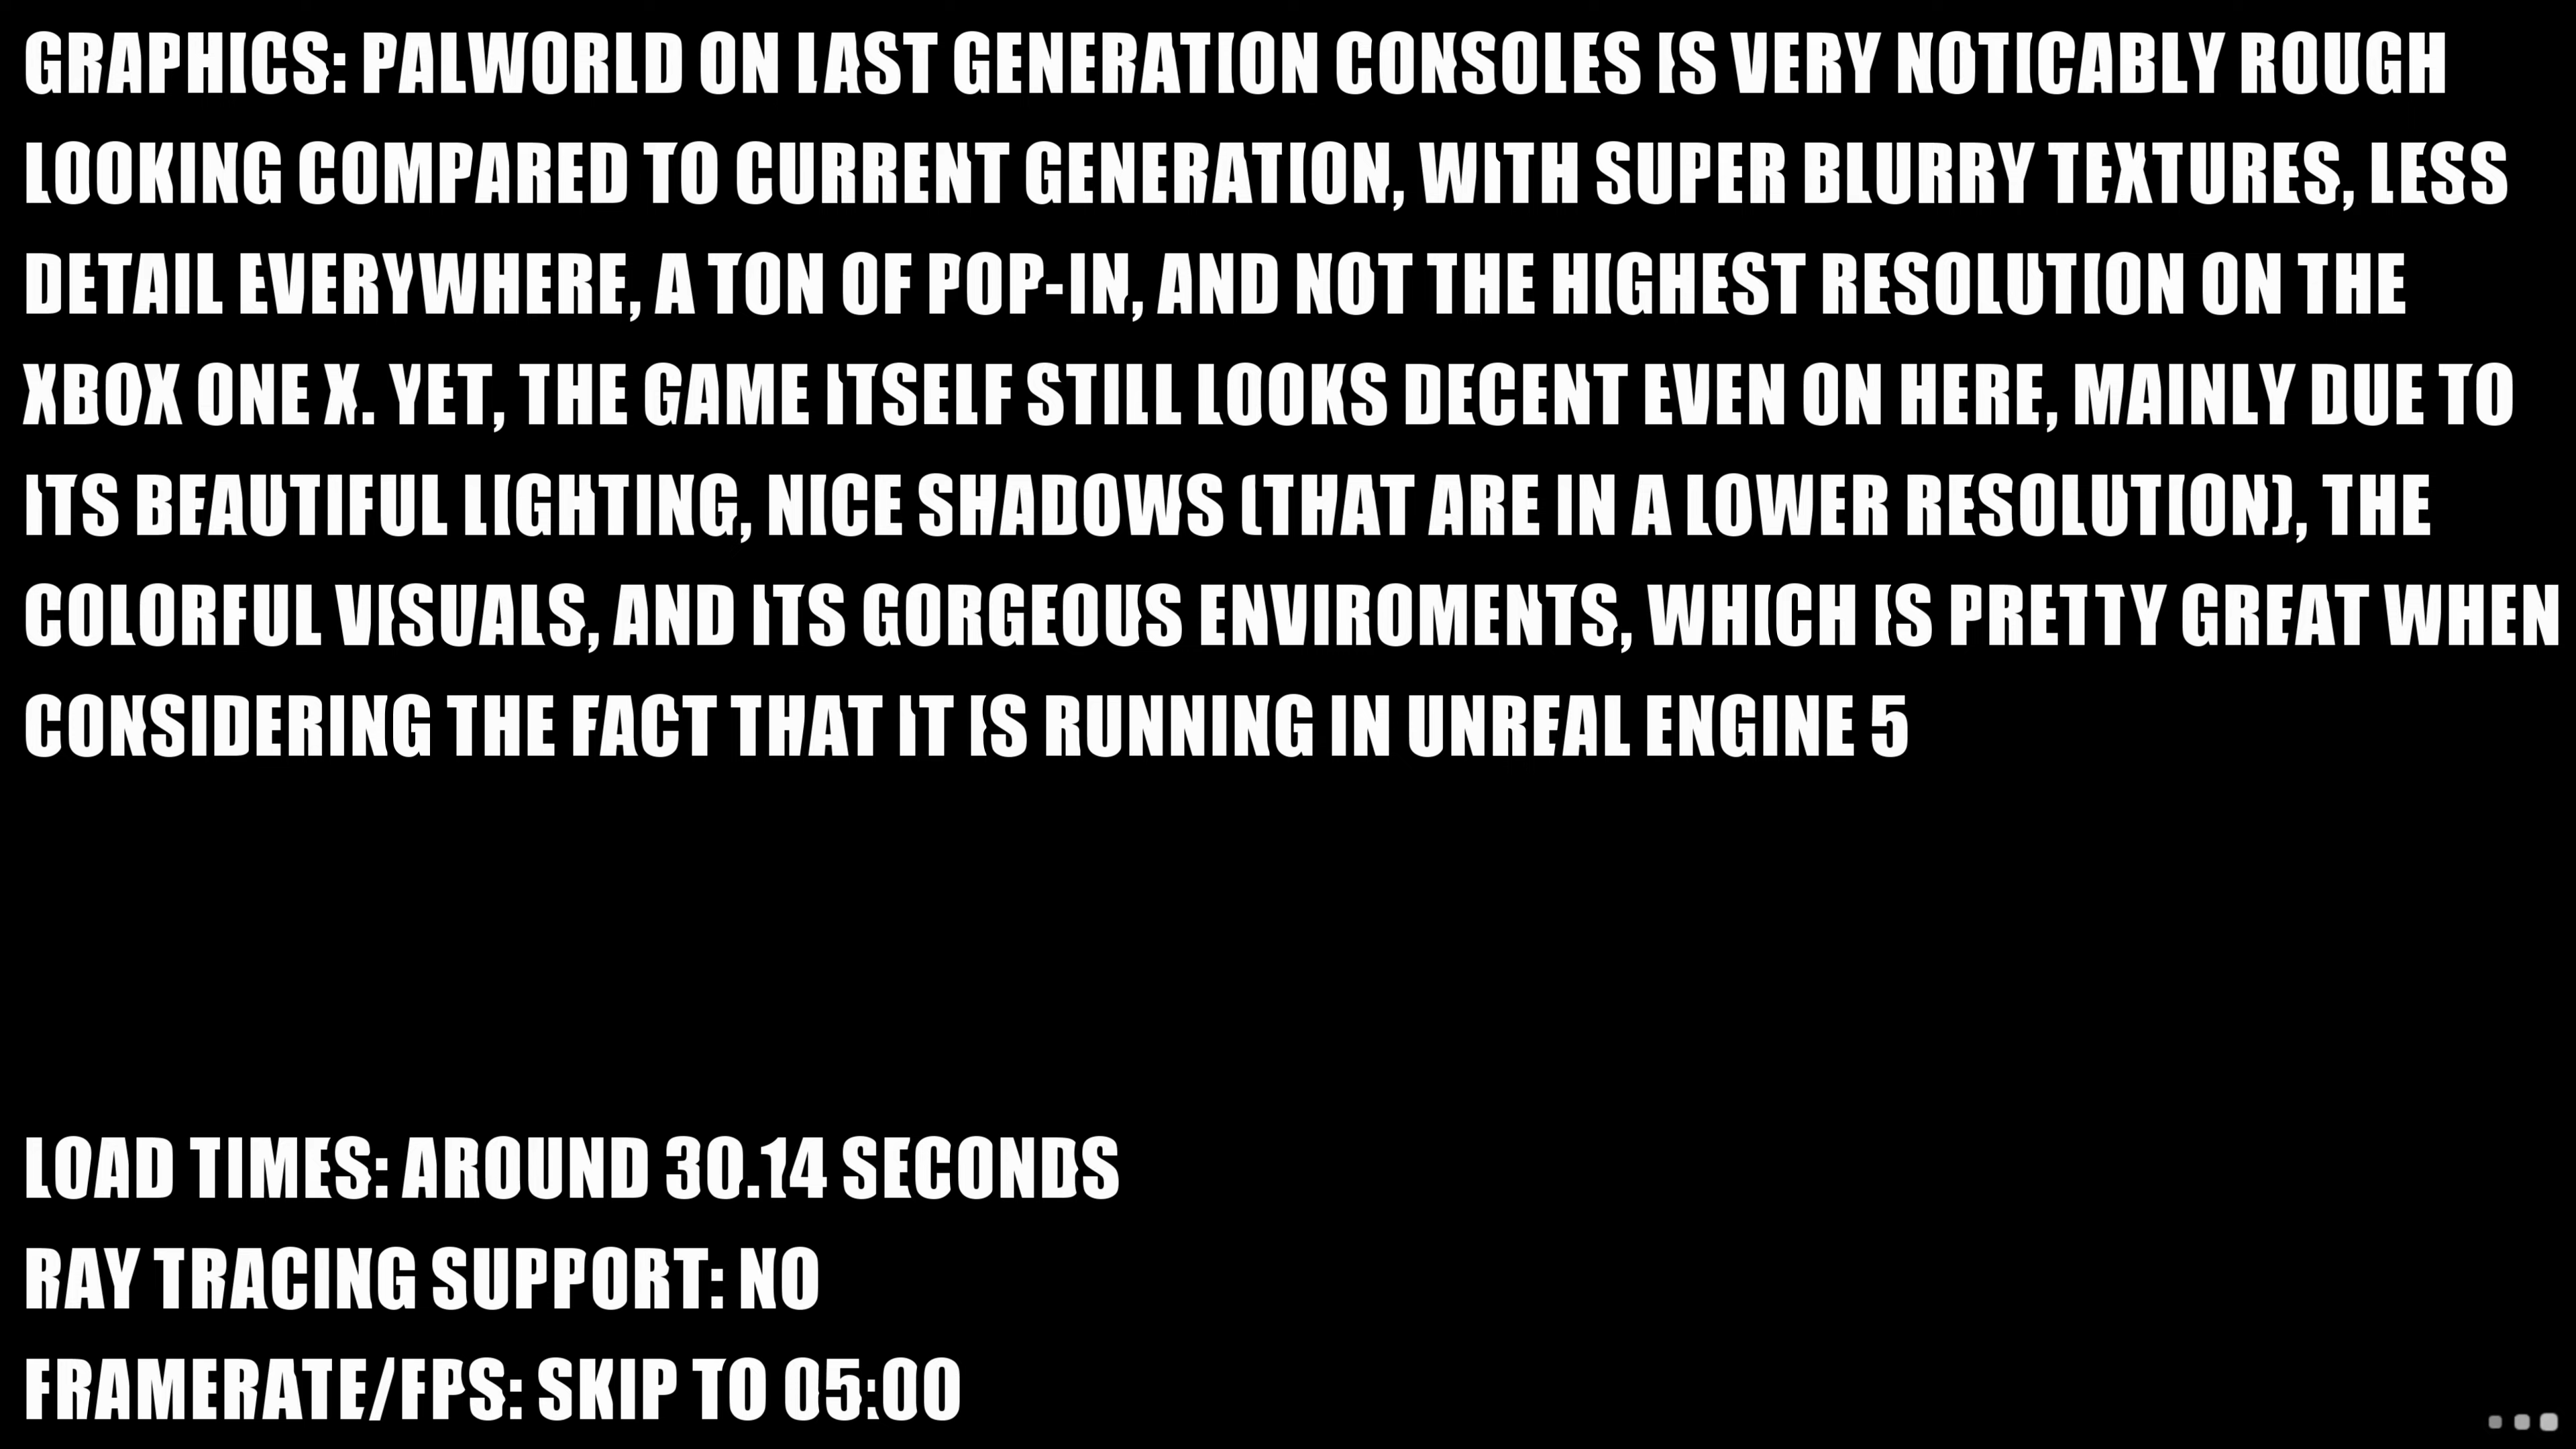 GRAPHICS: PALWORLD ON LAST GENERATION CONSOLES IS VERY NOTICABLY ROUGH
LOOKING COMPARED TO CURRENT GENERATION, WITH SUPER BLURRY TEXTURES, LESS
DETAIL EVERYWHERE, A TON OF POP-IN, AND NOT THE HIGHEST RESOLUTION ON THE
XBOX ONE X. YET, THE GAME ITSELF STILL LOOKS DECENT EVEN ON HERE, MAINLY DUE TO
ITS BEAUTIFUL LIGHTING, NICE SHADOWS (THAT ARE IN A LOWER RESOLUTION), THE
COLORFUL VISUALS, AND ITS GORGEOUS ENVIROMENTS, WHICH IS PRETTY GREAT WHEN
CONSIDERING THE FACT THAT IT IS RUNNING IN UNREAL ENGINE 5
LOAD TIMES: AROUND 30.14 SECONDS
RAY TRACING SUPPORT: NO
FRAMERATE/FPS: SKIP TO 05:00